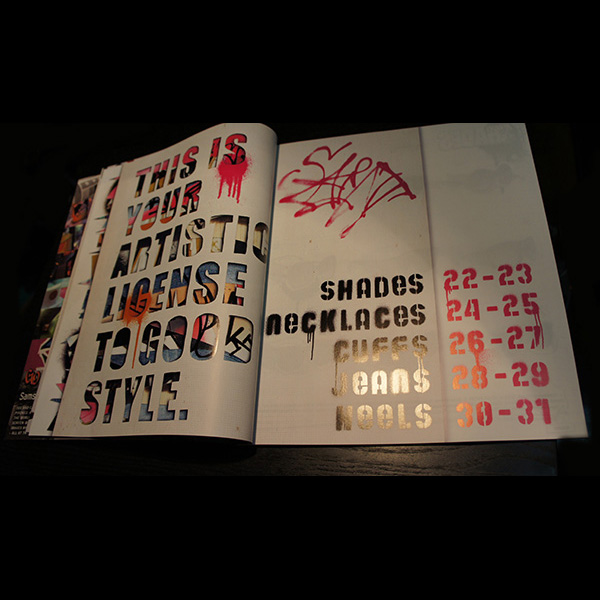 THIS IS
YOUR
ARTISTIC
LICENSE
TO GOOD
STYLE.
SHADES 22-23
NECKLACES 24-25
CUFFS 26-27
JEANS 28-29
HEELS 30-31